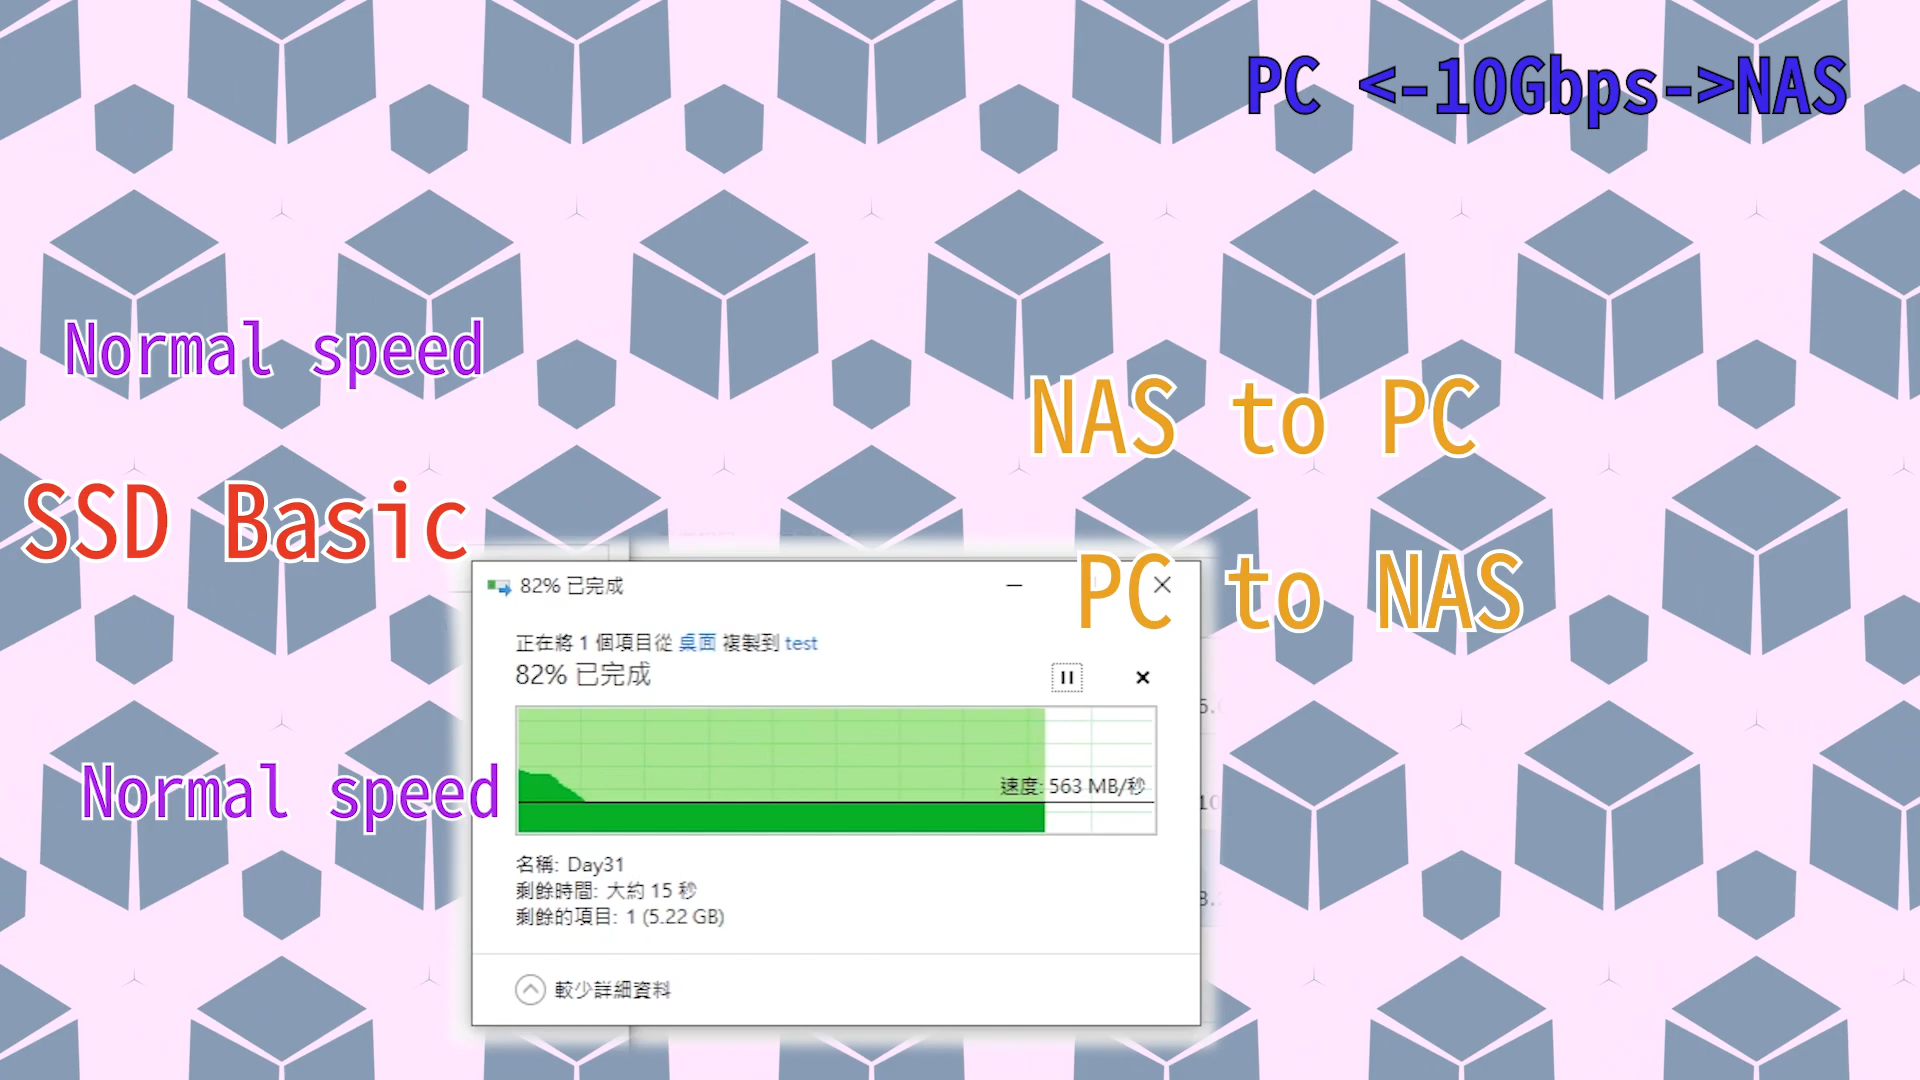 PC <-10Gbps->NAS
Normal speed
NAS to PC
SSD Basic
PC to NAS
82% 已完成
正在將 1 個項目從 桌面 複製到 test
82% 已完成
速度: 563 MB/秒
Normal speed
名稱: Day31
剩餘時間: 大約 15 秒
剩餘的項目: 1 (5.22 GB)
較少詳細資料